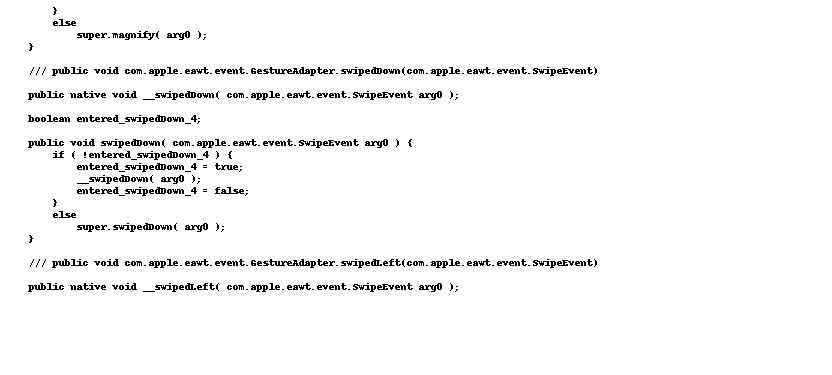 }
else
super.magnify( arg0 );
}
/// public void com.apple.eawt.event.GestureAdapter.swipedDown(com.apple.eawt.event.SwipeEvent)
public native void __swipedDown( com.apple.eawt.event.SwipeEvent arg0 );
boolean entered_swipedDown_4;
public void swipedDown( com.apple.eawt.event.SwipeEvent arg0 ) {
if ( !entered_swipedDown_4 ) {
entered_swipedDown_4 = true;
__swipedDown( arg0 );
entered_swipedDown_4 = false;
}
else
super.swipedDown( arg0 );
}
/// public void com.apple.eawt.event.GestureAdapter.swipedLeft(com.apple.eawt.event.SwipeEvent)
public native void __swipedLeft( com.apple.eawt.event.SwipeEvent arg0 );